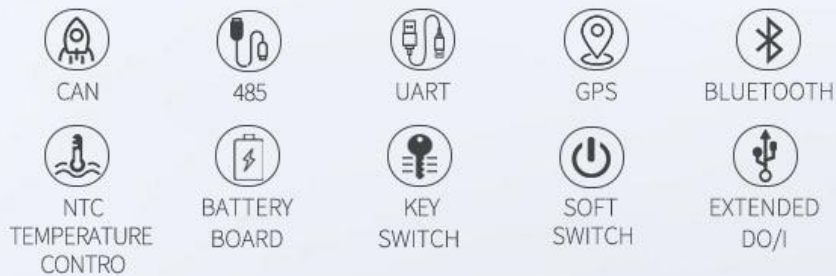 CAN
485
UART
GPS
BLUETOOTH
NTC
TEMPERATURE
CONTRO
BATTERY
BOARD
KEY
SWITCH
SOFT
SWITCH
EXTENDED
DO/I